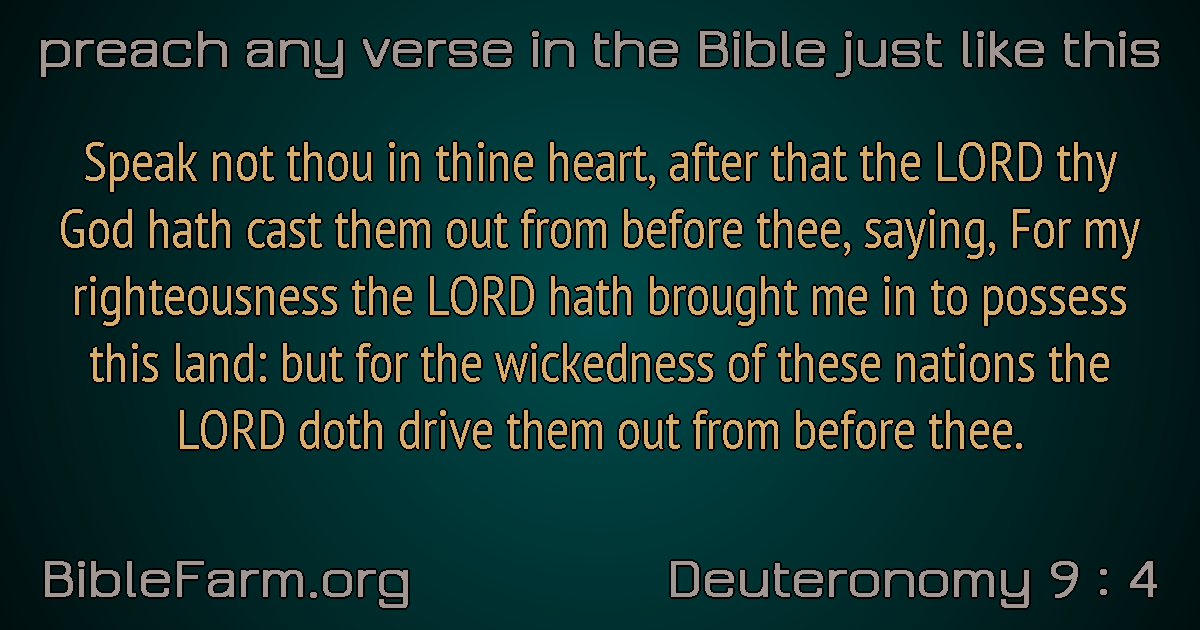 preach any verse in the Bible just like this
Speak not thou in thine heart, after that the LORD thy
God hath cast them out from before thee, saying, For my
righteousness the LORD hath brought me in to possess
this land: but for the wickedness of these nations the
LORD doth drive them out from before thee.
BibleFarm.org
Deuteronomy 9 : 4